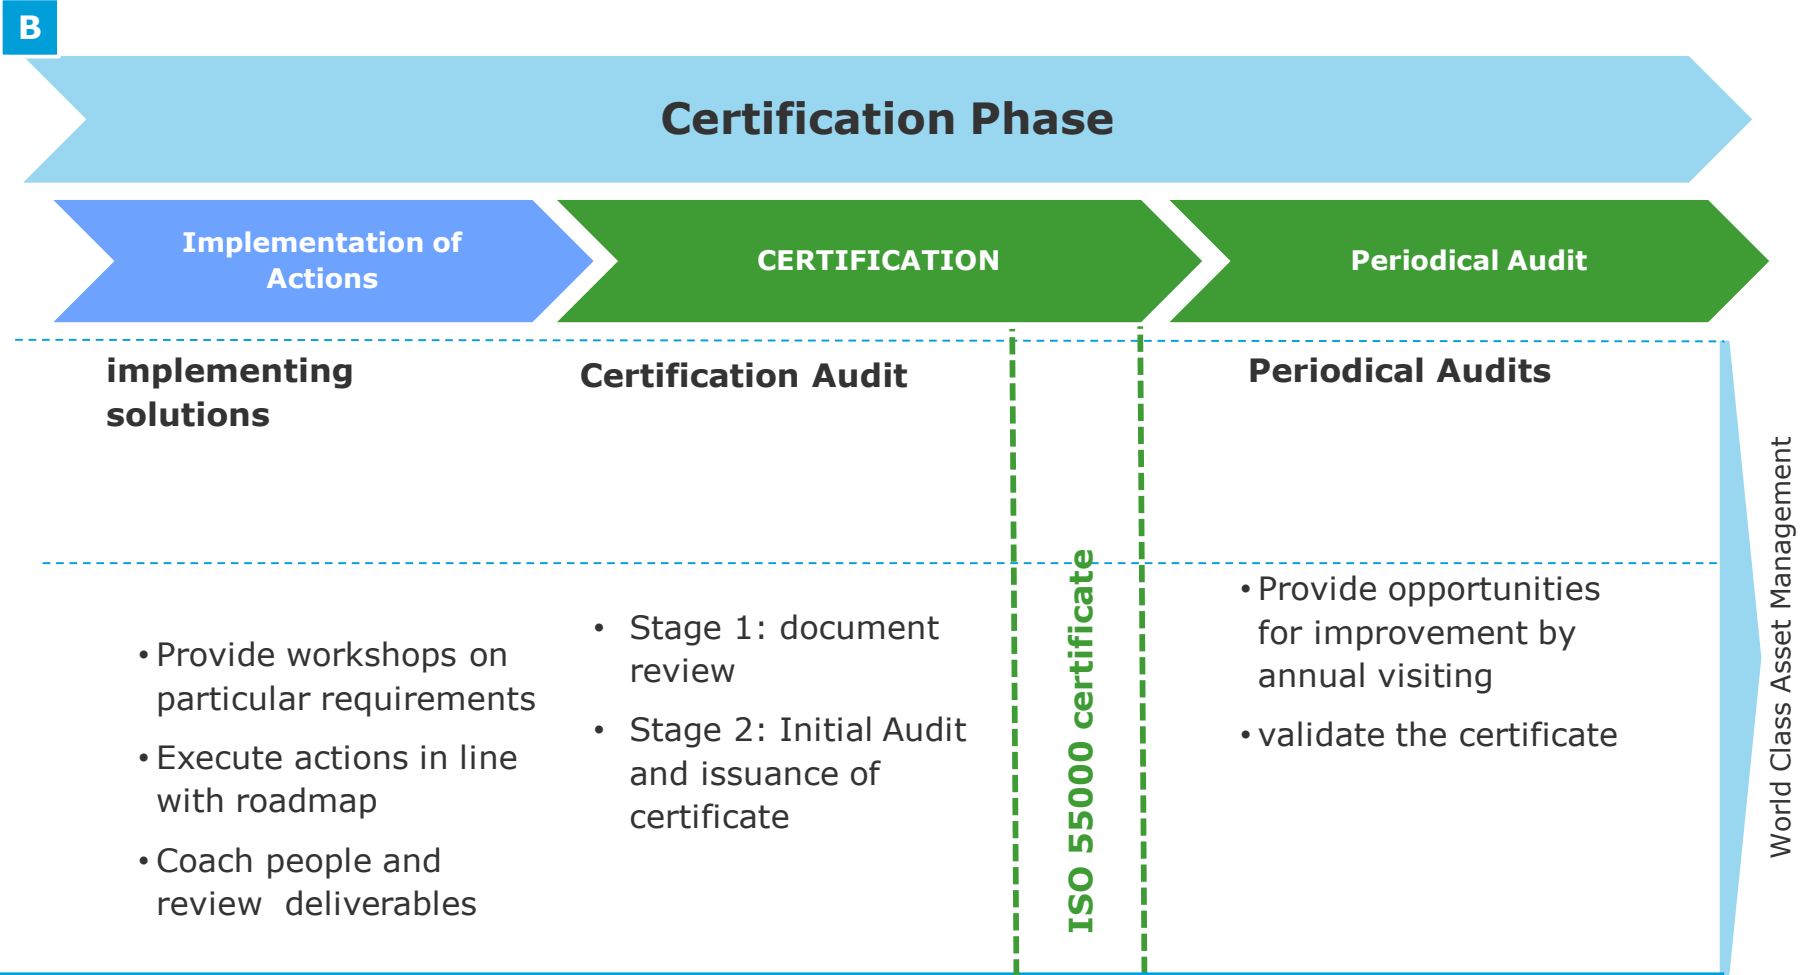 B
Certification Phase
Implementation of
Actions
CERTIFICATION
Periodical Audit
implementing
solutions
Certification Audit
Periodical Audits
• Provide workshops on
particular requirements
• Execute actions in line
with roadmap
• Coach people and
review deliverables
• Stage 1: document
review
• Stage 2: Initial Audit
and issuance of
certificate
ISO 55000 certificate
• Provide opportunities
for improvement by
annual visiting
• validate the certificate
World Class Asset Management